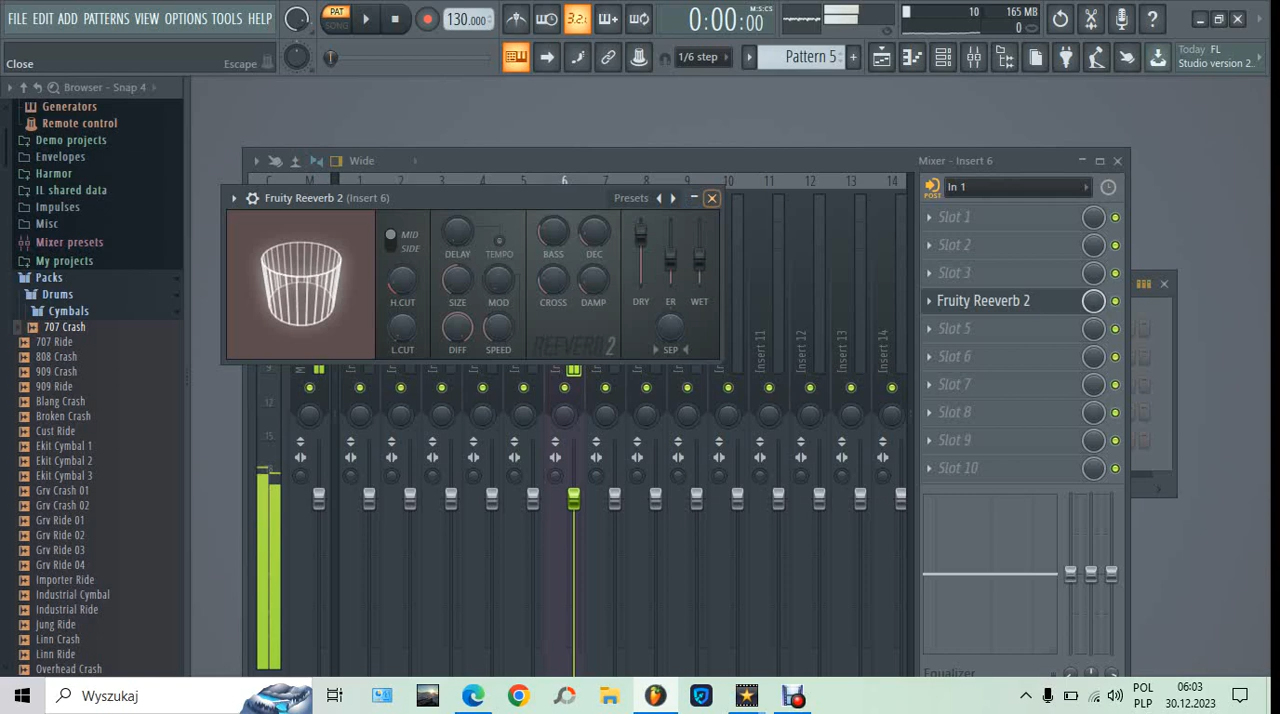 FILE EDIT ADD PATTERNS VIEW OPTIONS TOOLS HELP
PAT
SONG
130.000
3.2.
0:00:00
M:S:CS
10
165 MB
0
Close
Escape
1/6 step
Pattern 5
Today FL
Studio version 2..
Browser - Snap 4
Generators
Remote control
Demo projects
Envelopes
Harmor
IL shared data
Impulses
Misc
Mixer presets
My projects
Packs
Drums
Cymbals
707 Crash
707 Ride
808 Crash
909 Crash
909 Ride
Blang Crash
Broken Crash
Cust Ride
Ekit Cymbal 1
Ekit Cymbal 2
Ekit Cymbal 3
Grv Crash 01
Grv Crash 02
Grv Ride 01
Grv Ride 02
Grv Ride 03
Grv Ride 04
Importer Ride
Industrial Cymbal
Industrial Ride
Jung Ride
Linn Crash
Linn Ride
Overhead Crash
Wide
Mixer - Insert 6
C M 1 2 3 4 5 6 7 8 9 10 11 12 13 14
Fruity Reeverb 2 (Insert 6)
Presets
MID
SIDE
H.CUT
L.CUT
DELAY
TEMPO
SIZE
MOD
DIFF
SPEED
BASS
DEC
CROSS
DAMP
REEVERB 2
DRY
ER
WET
SEP
Insert 11
Insert 12
Insert 13
Insert 14
9
12
15
POST
In 1
Slot 1
Slot 2
Slot 3
Fruity Reeverb 2
Slot 5
Slot 6
Slot 7
Slot 8
Slot 9
Slot 10
Equalizer
Wyszukaj
POL
PLP
06:03
30.12.2023